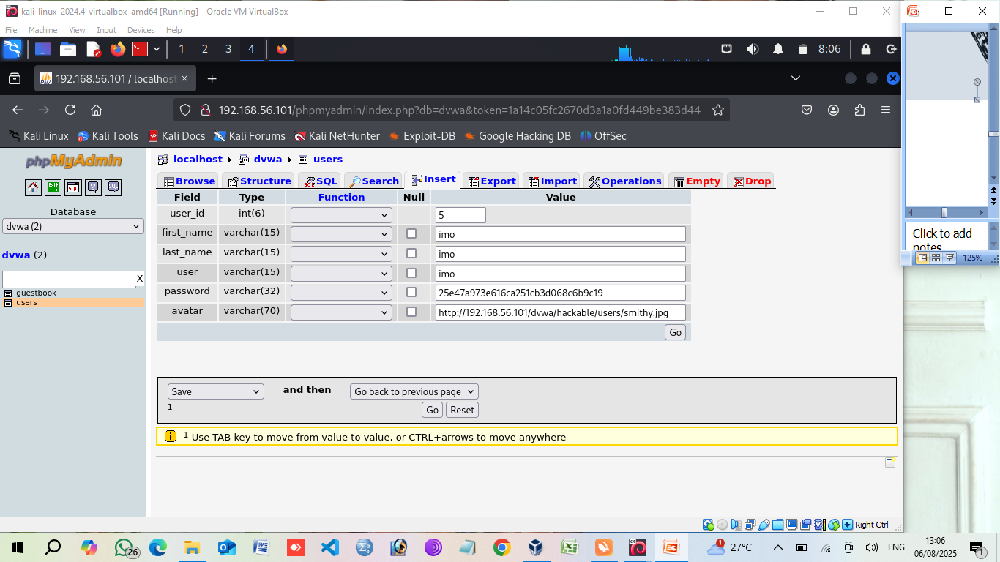 kali-linux-2024.4-virtualbox-amd64 [Running] - Oracle VM VirtualBox
File Machine View Input Devices Help
1 2 3 4 8:06
192.168.56.101 / localhost
192.168.56.101/phpmyadmin/index.php?db=dvwa&token=1a14c05fc2670d3a1a0fd449be383d44
Kali Linux Kali Tools Kali Docs Kali Forums Kali NetHunter Exploit-DB Google Hacking DB OffSec
phpMyAdmin
Database
dvwa (2)
dvwa (2)
X
guestbook
users
localhost dvwa users
Browse Structure SQL Search Insert Export Import Operations Empty Drop
Field Type Function Null Value
user_id int(6) 5
first_name varchar(15) imo
last_name varchar(15) imo
user varchar(15) imo
password varchar(32) 25e47a973e616ca251cb3d068c6b9c19
avatar varchar(70) http://192.168.56.101/dvwa/hackable/users/smithy.jpg
Go
Save and then Go back to previous page
1
Go Reset
1 Use TAB key to move from value to value, or CTRL+arrows to move anywhere
Click to add
notes
125%
Right Ctrl
26
1
27°C
ENG
13:06
06/08/2025
1